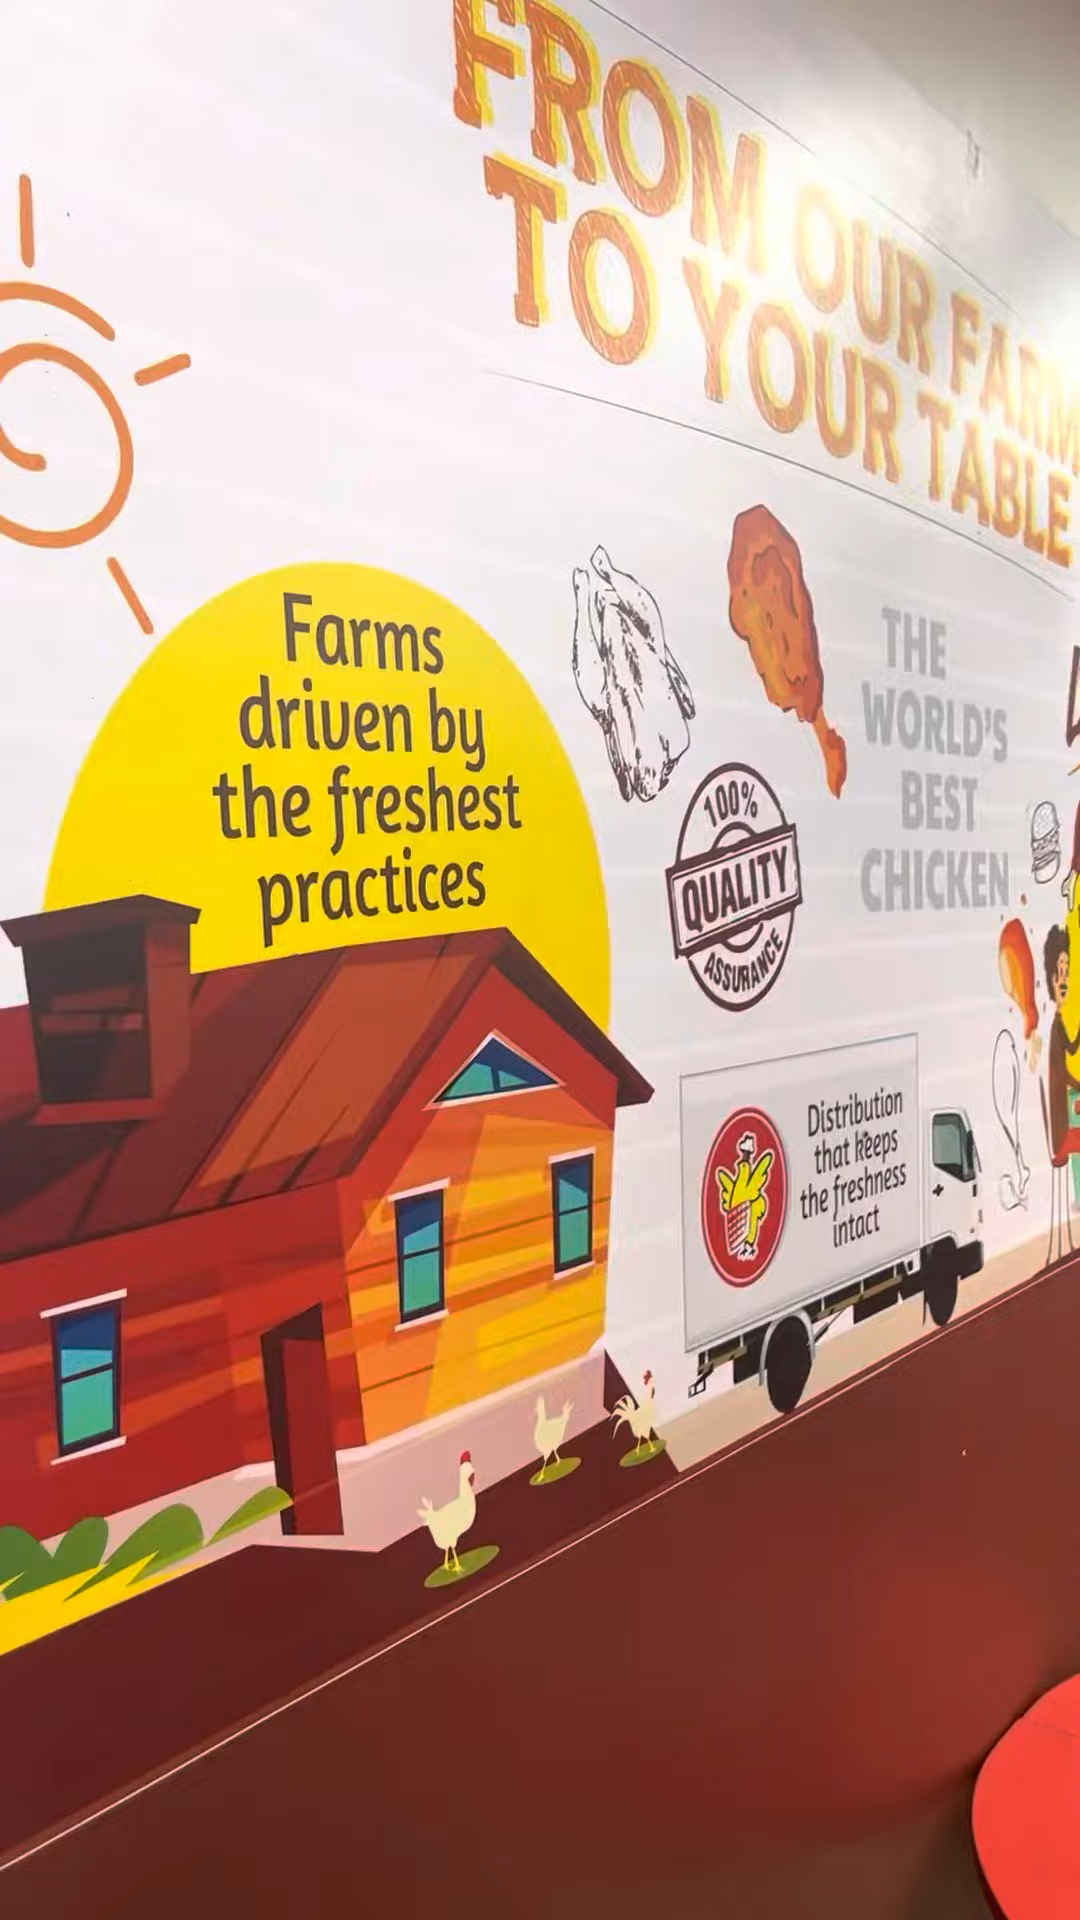 FROM OUR FARM
TO YOUR TABLE
Farms
driven by
the freshest
practices
THE
WORLD'S
BEST
CHICKEN
100%
QUALITY
ASSURANCE
Distribution
that keeps
the freshness
intact